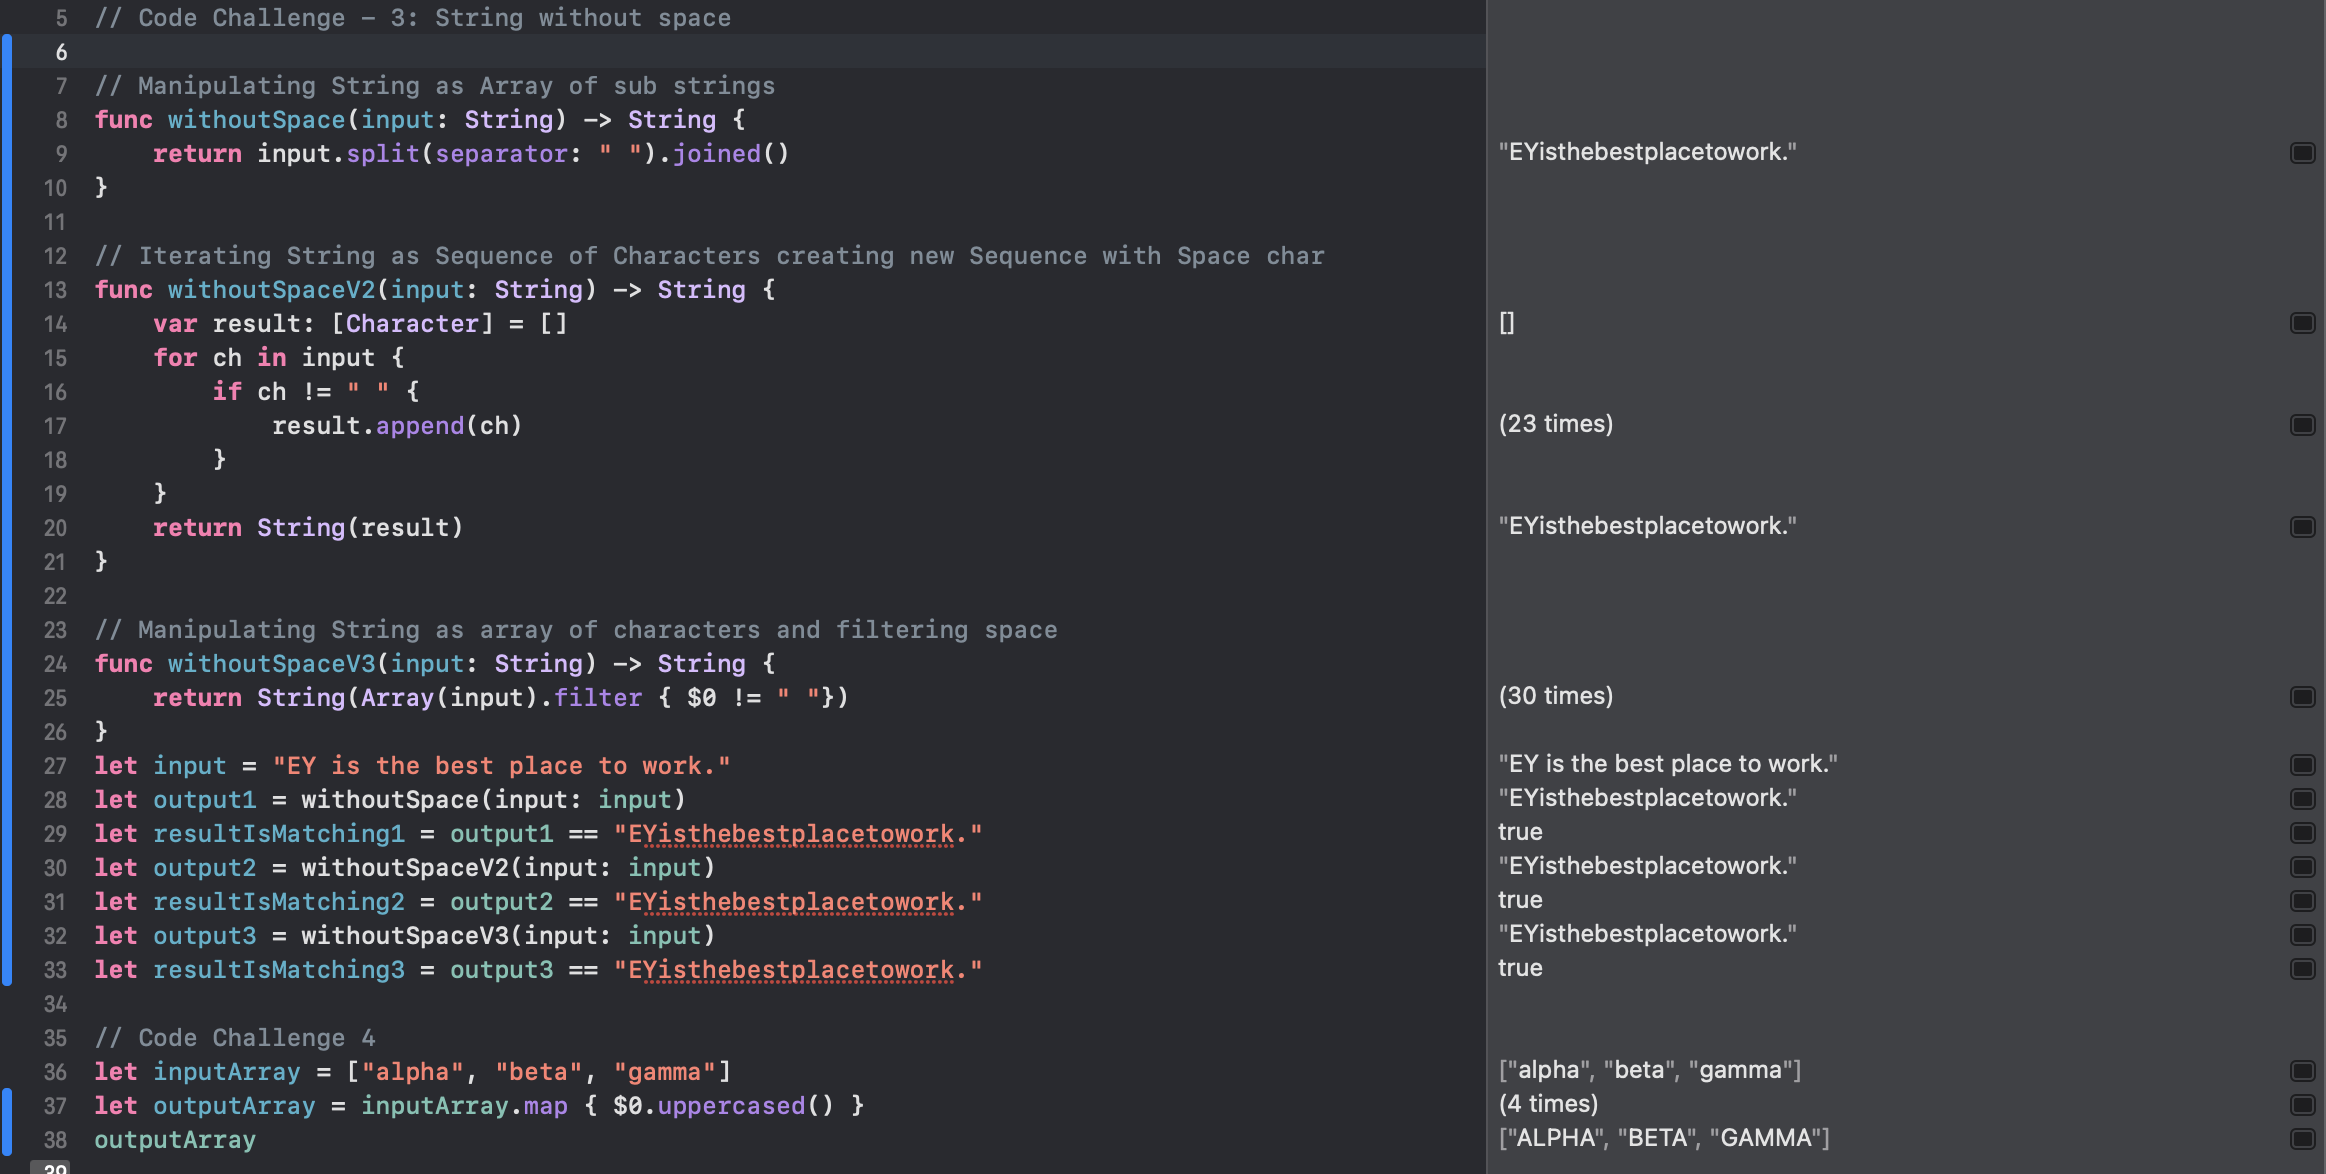 5 // Code Challenge – 3: String without space
6
7 // Manipulating String as Array of sub strings
8 func withoutSpace(input: String) -> String {
9 return input.split(separator: " ").joined() "EYisthebestplacetowork."
10 }
11
12 // Iterating String as Sequence of Characters creating new Sequence with Space char
13 func withoutSpaceV2(input: String) -> String {
14 var result: [Character] = [] []
15 for ch in input {
16 if ch != " " {
17 result.append(ch) (23 times)
18 }
19 }
20 return String(result) "EYisthebestplacetowork."
21 }
22
23 // Manipulating String as array of characters and filtering space
24 func withoutSpaceV3(input: String) -> String {
25 return String(Array(input).filter { $0 != " "}) (30 times)
26 }
27 let input = "EY is the best place to work." "EY is the best place to work."
28 let output1 = withoutSpace(input: input) "EYisthebestplacetowork."
29 let resultIsMatching1 = output1 == "EYisthebestplacetowork." true
30 let output2 = withoutSpaceV2(input: input) "EYisthebestplacetowork."
31 let resultIsMatching2 = output2 == "EYisthebestplacetowork." true
32 let output3 = withoutSpaceV3(input: input) "EYisthebestplacetowork."
33 let resultIsMatching3 = output3 == "EYisthebestplacetowork." true
34
35 // Code Challenge 4
36 let inputArray = ["alpha", "beta", "gamma"] ["alpha", "beta", "gamma"]
37 let outputArray = inputArray.map { $0.uppercased() } (4 times)
38 outputArray ["ALPHA", "BETA", "GAMMA"]
39